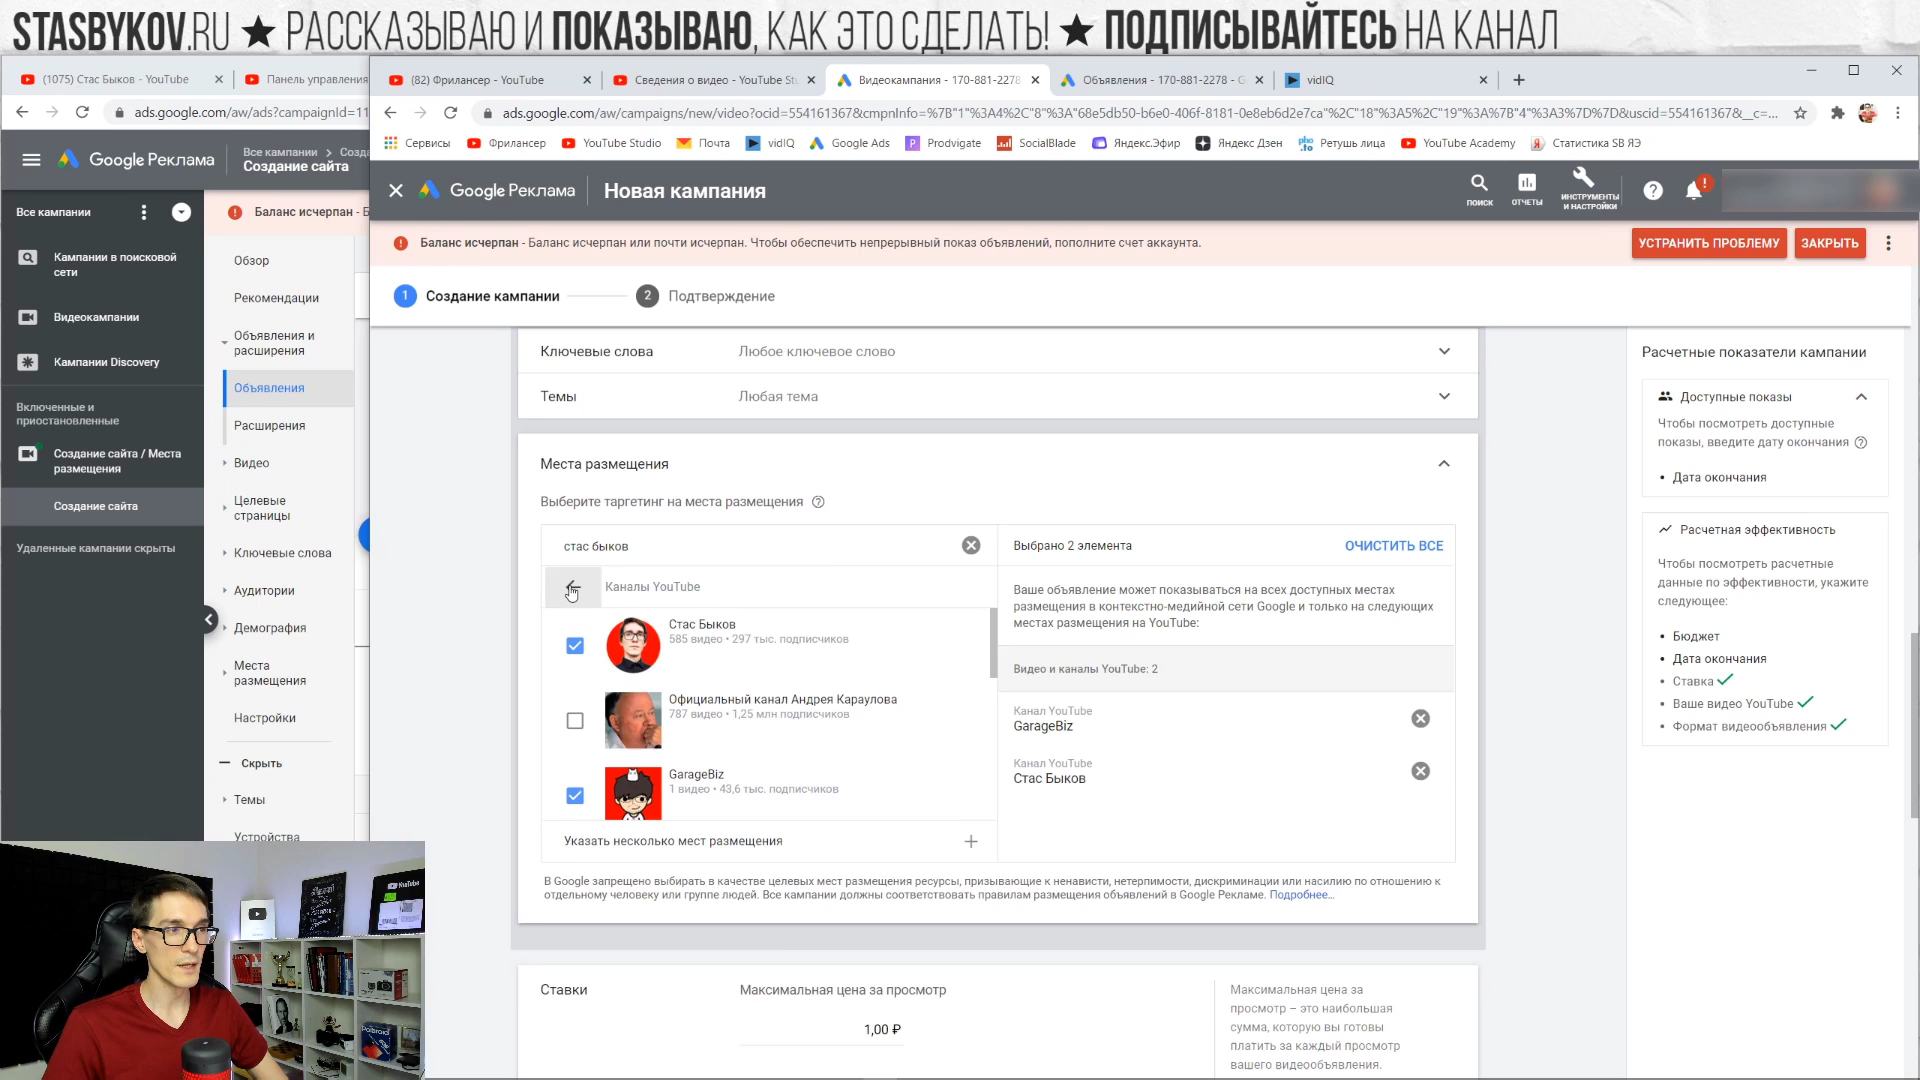 STASBYKOV.RU ★ РАССКАЗЫВАЮ И ПОКАЗЫВАЮ, КАК ЭТО СДЕЛАТЬ! ★ ПОДПИСЫВАЙТЕСЬ НА КАНАЛ
(1075) Стас Быков - YouTube
Панель управления
(82) Фрилансер - YouTube
Сведения о видео - YouTube St
Видеокампания - 170-881-2278
Объявления - 170-881-2278 - G
vidIQ
ads.google.com/aw/ads?campaignId=11
ads.google.com/aw/campaigns/new/video?ocid=554161367&cmpnInfo=%7B"1"%3A4%2C"8"%3A"68e5db50-b6e0-406f-8181-0e8eb6d2e7ca"%2C"18"%3A5%2C"19"%3A%7B"4"%3A3%7D%7D&uscid=554161367&__c=...
Сервисы
Фрилансер
YouTube Studio
Почта
vidIQ
Google Ads
Prodvigate
SocialBlade
Яндекс.Эфир
Яндекс Дзен
Ретушь лица
YouTube Academy
Статистика SB ЯЭ
Google Реклама
Все кампании > Созда
Создание сайта
Google Реклама
Новая кампания
ПОИСК
ОТЧЕТЫ
ИНСТРУМЕНТЫ
И НАСТРОЙКИ
Все кампании
Кампании в поисковой
сети
Видеокампании
Кампании Discovery
Включенные и
приостановленные
Создание сайта / Места
размещения
Создание сайта
Удаленные кампании скрыты
Баланс исчерпан - Б
Обзор
Рекомендации
Объявления и
расширения
Объявления
Расширения
Видео
Целевые
страницы
Ключевые слова
Аудитории
Демография
Места
размещения
Настройки
Скрыть
Темы
Устройства
Баланс исчерпан - Баланс исчерпан или почти исчерпан. Чтобы обеспечить непрерывный показ объявлений, пополните счет аккаунта.
УСТРАНИТЬ ПРОБЛЕМУ
ЗАКРЫТЬ
1 Создание кампании
2 Подтверждение
Ключевые слова
Любое ключевое слово
Темы
Любая тема
Места размещения
Выберите таргетинг на места размещения
стас быков
Каналы YouTube
Стас Быков
585 видео • 297 тыс. подписчиков
Официальный канал Андрея Караулова
787 видео • 1,25 млн подписчиков
GarageBiz
1 видео • 43,6 тыс. подписчиков
Указать несколько мест размещения
Выбрано 2 элемента
ОЧИСТИТЬ ВСЕ
Ваше объявление может показываться на всех доступных местах
размещения в контекстно-медийной сети Google и только на следующих
местах размещения на YouTube:
Видео и каналы YouTube: 2
Канал YouTube
GarageBiz
Канал YouTube
Стас Быков
В Google запрещено выбирать в качестве целевых мест размещения ресурсы, призывающие к ненависти, нетерпимости, дискриминации или насилию по отношению к
отдельному человеку или группе людей. Все кампании должны соответствовать правилам размещения объявлений в Google Рекламе. Подробнее…
Ставки
Максимальная цена за просмотр
1,00 ₽
Максимальная цена за
просмотр – это наибольшая
сумма, которую вы готовы
платить за каждый просмотр
вашего видеообъявления.
Расчетные показатели кампании
Доступные показы
Чтобы посмотреть доступные
показы, введите дату окончания
• Дата окончания
Расчетная эффективность
Чтобы посмотреть расчетные
данные по эффективности, укажите
следующее:
• Бюджет
• Дата окончания
• Ставка
• Ваше видео YouTube
• Формат видеообъявления
YouTube
Polaroid